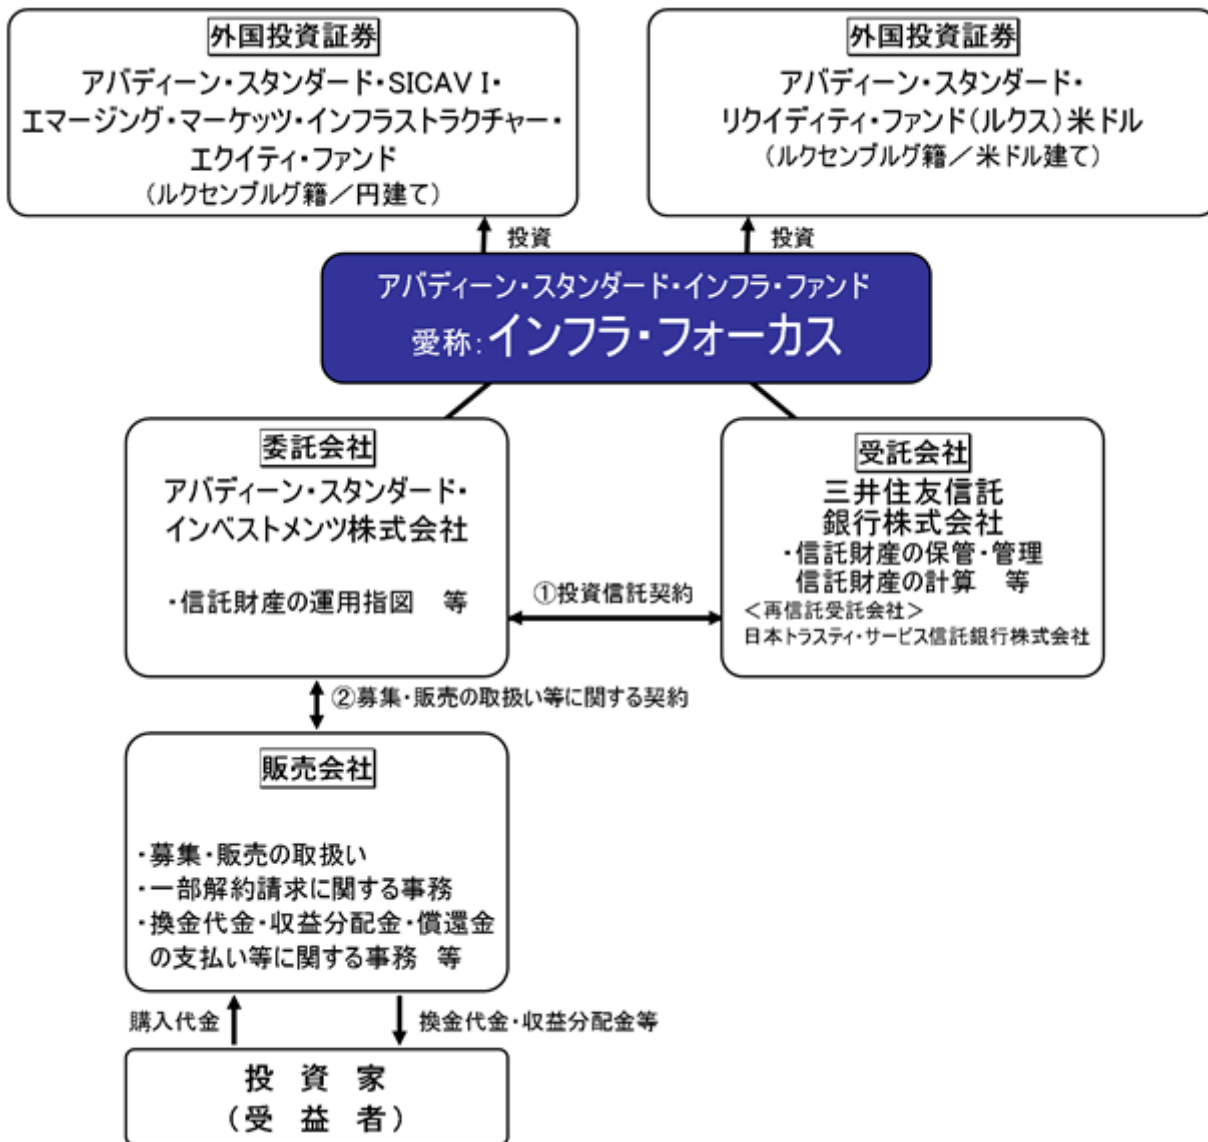 外国投資証券
アバディーン・スタンダード・SICAV I・
エマージング・マーケッツ・インフラストラクチャー・
エクイティ・ファンド
（ルクセンブルグ籍／円建て）
外国投資証券
アバディーン・スタンダード・
リクイディティ・ファンド（ルクス）米ドル
（ルクセンブルグ籍／米ドル建て）
投資
投資
アバディーン・スタンダード・インフラ・ファンド
愛称：インフラ・フォーカス
委託会社
アバディーン・スタンダード・
インベストメンツ株式会社
・信託財産の運用指図　等
①投資信託契約
受託会社
三井住友信託
銀行株式会社
・信託財産の保管・管理
信託財産の計算　等
＜再信託受託会社＞
日本トラスティ・サービス信託銀行株式会社
②募集・販売の取扱い等に関する契約
販売会社
・募集・販売の取扱い
・一部解約請求に関する事務
・換金代金・収益分配金・償還金
の支払い等に関する事務　等
購入代金
換金代金・収益分配金等
投　資　家
（受　益　者）